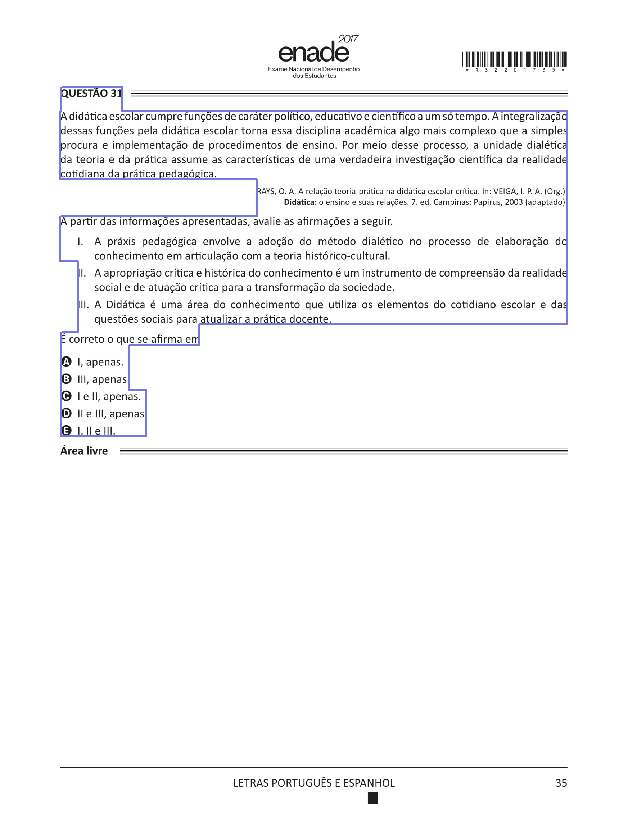 enade 2017
Exame Nacional de Desempenho
dos Estudantes
QUESTÃO 31
A didática escolar cumpre funções de caráter político, educativo e científico a um só tempo. A integralização
dessas funções pela didática escolar torna essa disciplina acadêmica algo mais complexo que a simples
procura e implementação de procedimentos de ensino. Por meio desse processo, a unidade dialética
da teoria e da prática assume as características de uma verdadeira investigação científica da realidade
cotidiana da prática pedagógica.
RAYS, O. A. A relação teoria-prática na didática escolar crítica. In: VEIGA, I. P. A. (Org.)
Didática: o ensino e suas relações. 7. ed. Campinas: Papirus, 2003 (adaptado)
A partir das informações apresentadas, avalie as afirmações a seguir.
I. A práxis pedagógica envolve a adoção do método dialético no processo de elaboração do
conhecimento em articulação com a teoria histórico-cultural.
II. A apropriação crítica e histórica do conhecimento é um instrumento de compreensão da realidade
social e de atuação crítica para a transformação da sociedade.
III. A Didática é uma área do conhecimento que utiliza os elementos do cotidiano escolar e das
questões sociais para atualizar a prática docente.
É correto o que se afirma em
A I, apenas.
B III, apenas
C I e II, apenas.
D II e III, apenas
E I, II e III.
Área livre
LETRAS PORTUGUÊS E ESPANHOL 35